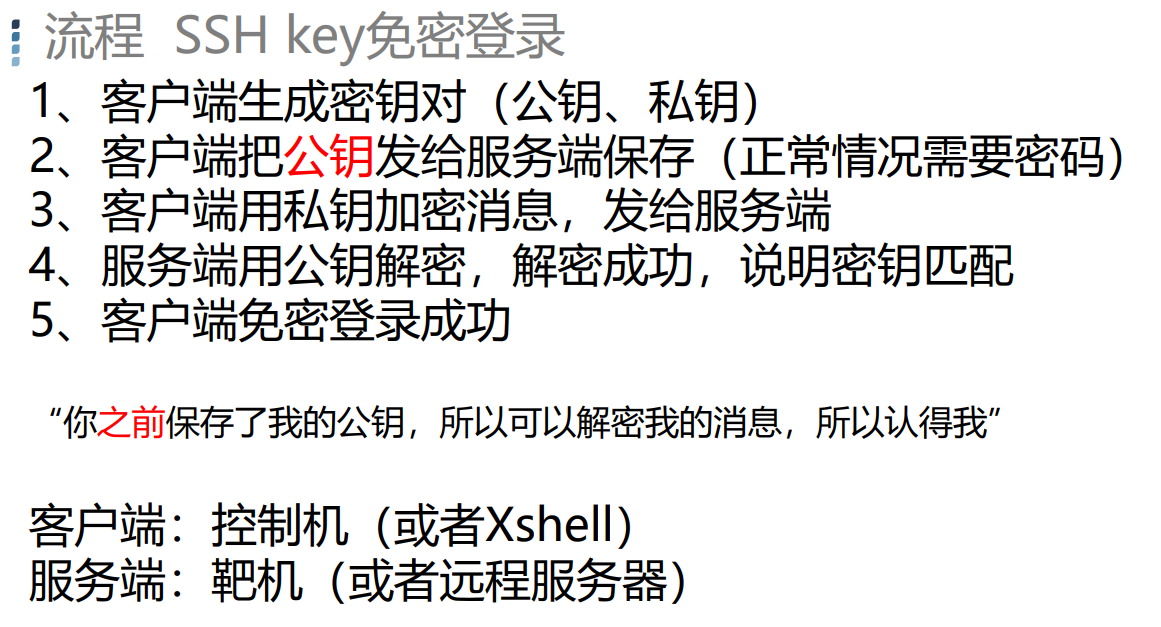 流程 SSH key免密登录
1、客户端生成密钥对（公钥、私钥）
2、客户端把公钥发给服务端保存（正常情况需要密码）
3、客户端用私钥加密消息，发给服务端
4、服务端用公钥解密，解密成功，说明密钥匹配
5、客户端免密登录成功
“你之前保存了我的公钥，所以可以解密我的消息，所以认得我”
客户端：控制机（或者Xshell）
服务端：靶机（或者远程服务器）